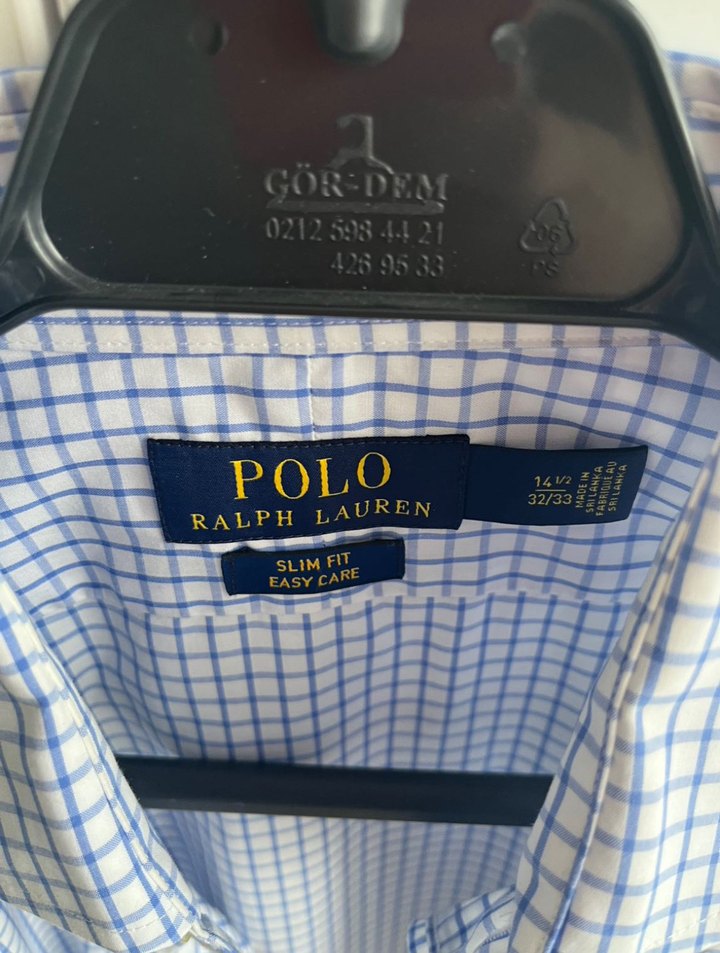 GÖR-DEM
0212 598 44 21
426 95 33
06
PS
POLO
RALPH LAUREN
14 1/2
32/33
MADE IN
SRI LANKA
FABRIQUE AU
SRI LANKA
SLIM FIT
EASY CARE